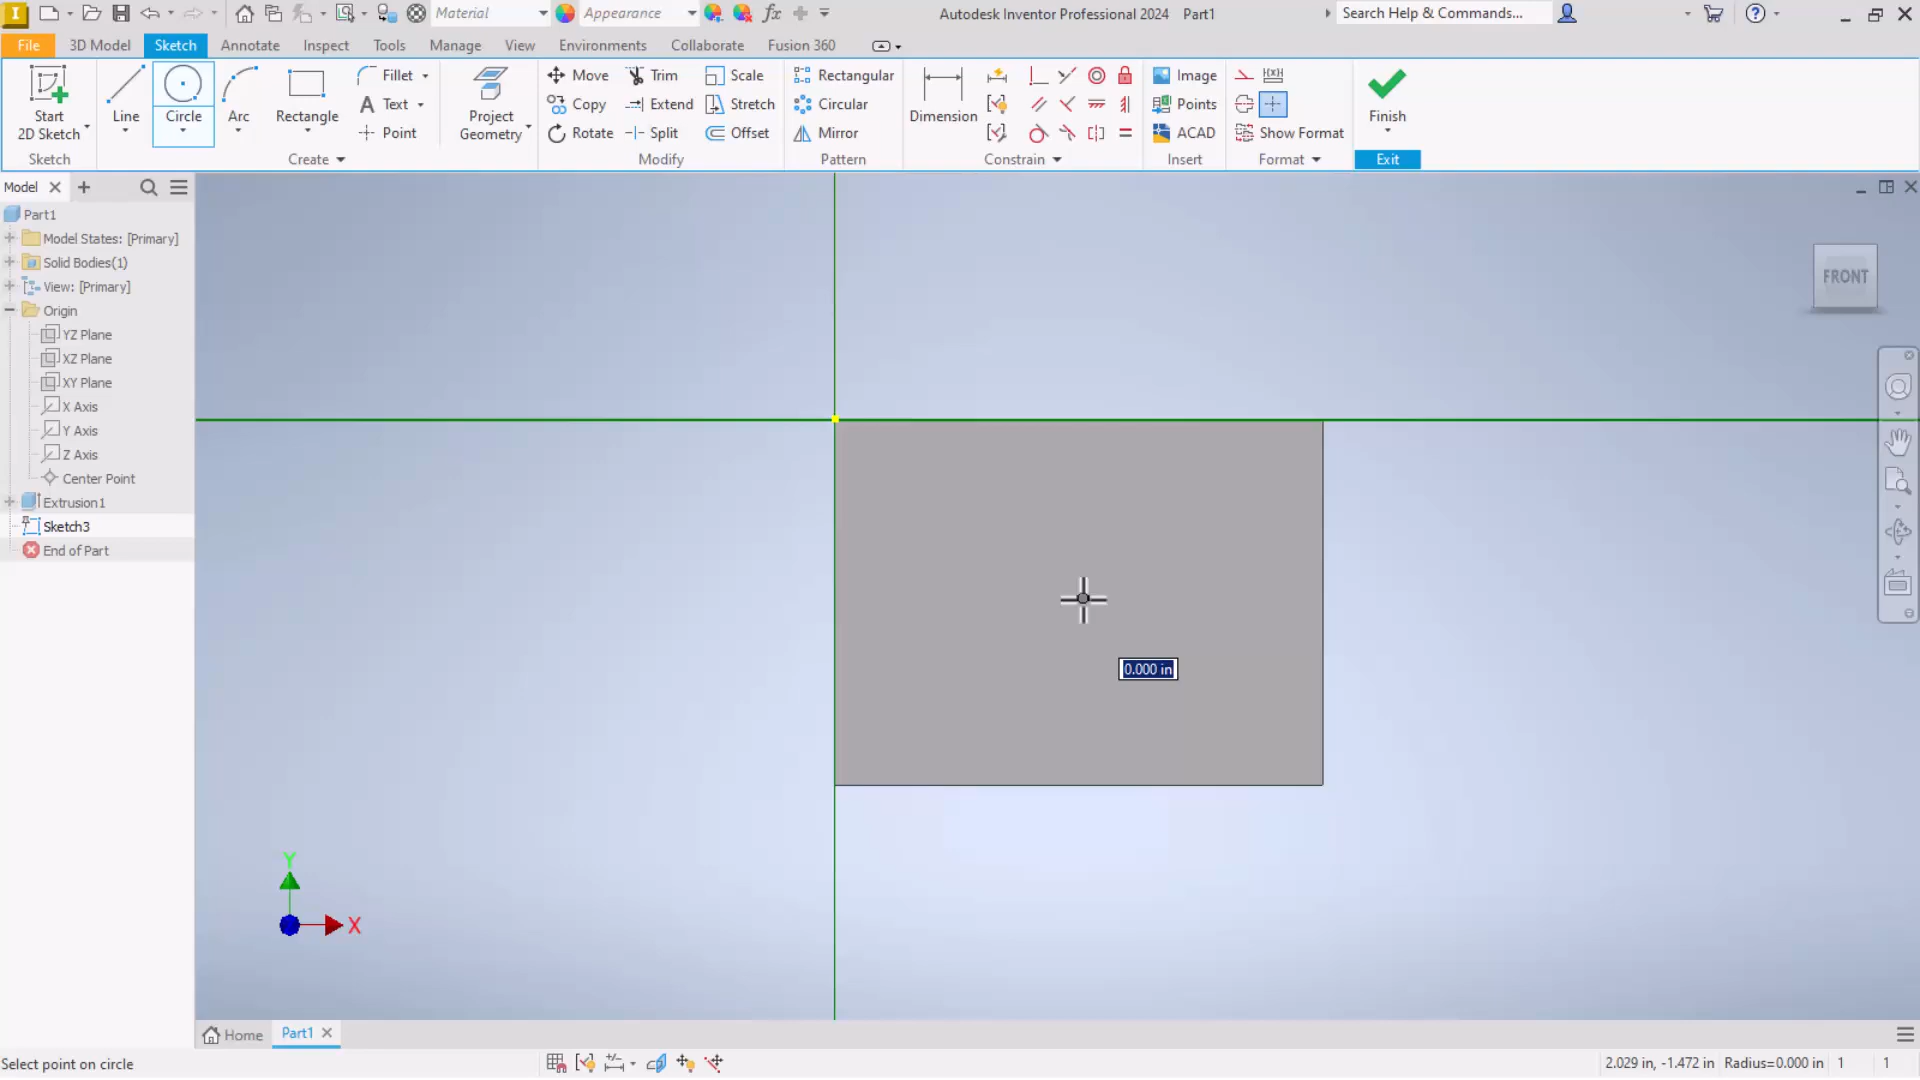 I
Material
Appearance
fx
Autodesk Inventor Professional 2024 Part1
Search Help & Commands...
File
3D Model
Sketch
Annotate
Inspect
Tools
Manage
View
Environments
Collaborate
Fusion 360
Start
2D Sketch
Line
Circle
Arc
Rectangle
Fillet
Text
Point
Project
Geometry
Move
Copy
Rotate
Trim
Extend
Split
Scale
Stretch
Offset
Rectangular
Circular
Mirror
Dimension
Image
Points
ACAD
Show Format
Finish
Sketch
Create
Modify
Pattern
Constrain
Insert
Format
Exit
Model
Part1
Model States: [Primary]
Solid Bodies(1)
View: [Primary]
Origin
YZ Plane
XZ Plane
XY Plane
X Axis
Y Axis
Z Axis
Center Point
Extrusion1
Sketch3
End of Part
FRONT
0.000 in
Y
X
Home
Part1
Select point on circle
2.029 in, -1.472 in Radius=0.000 in 1 1